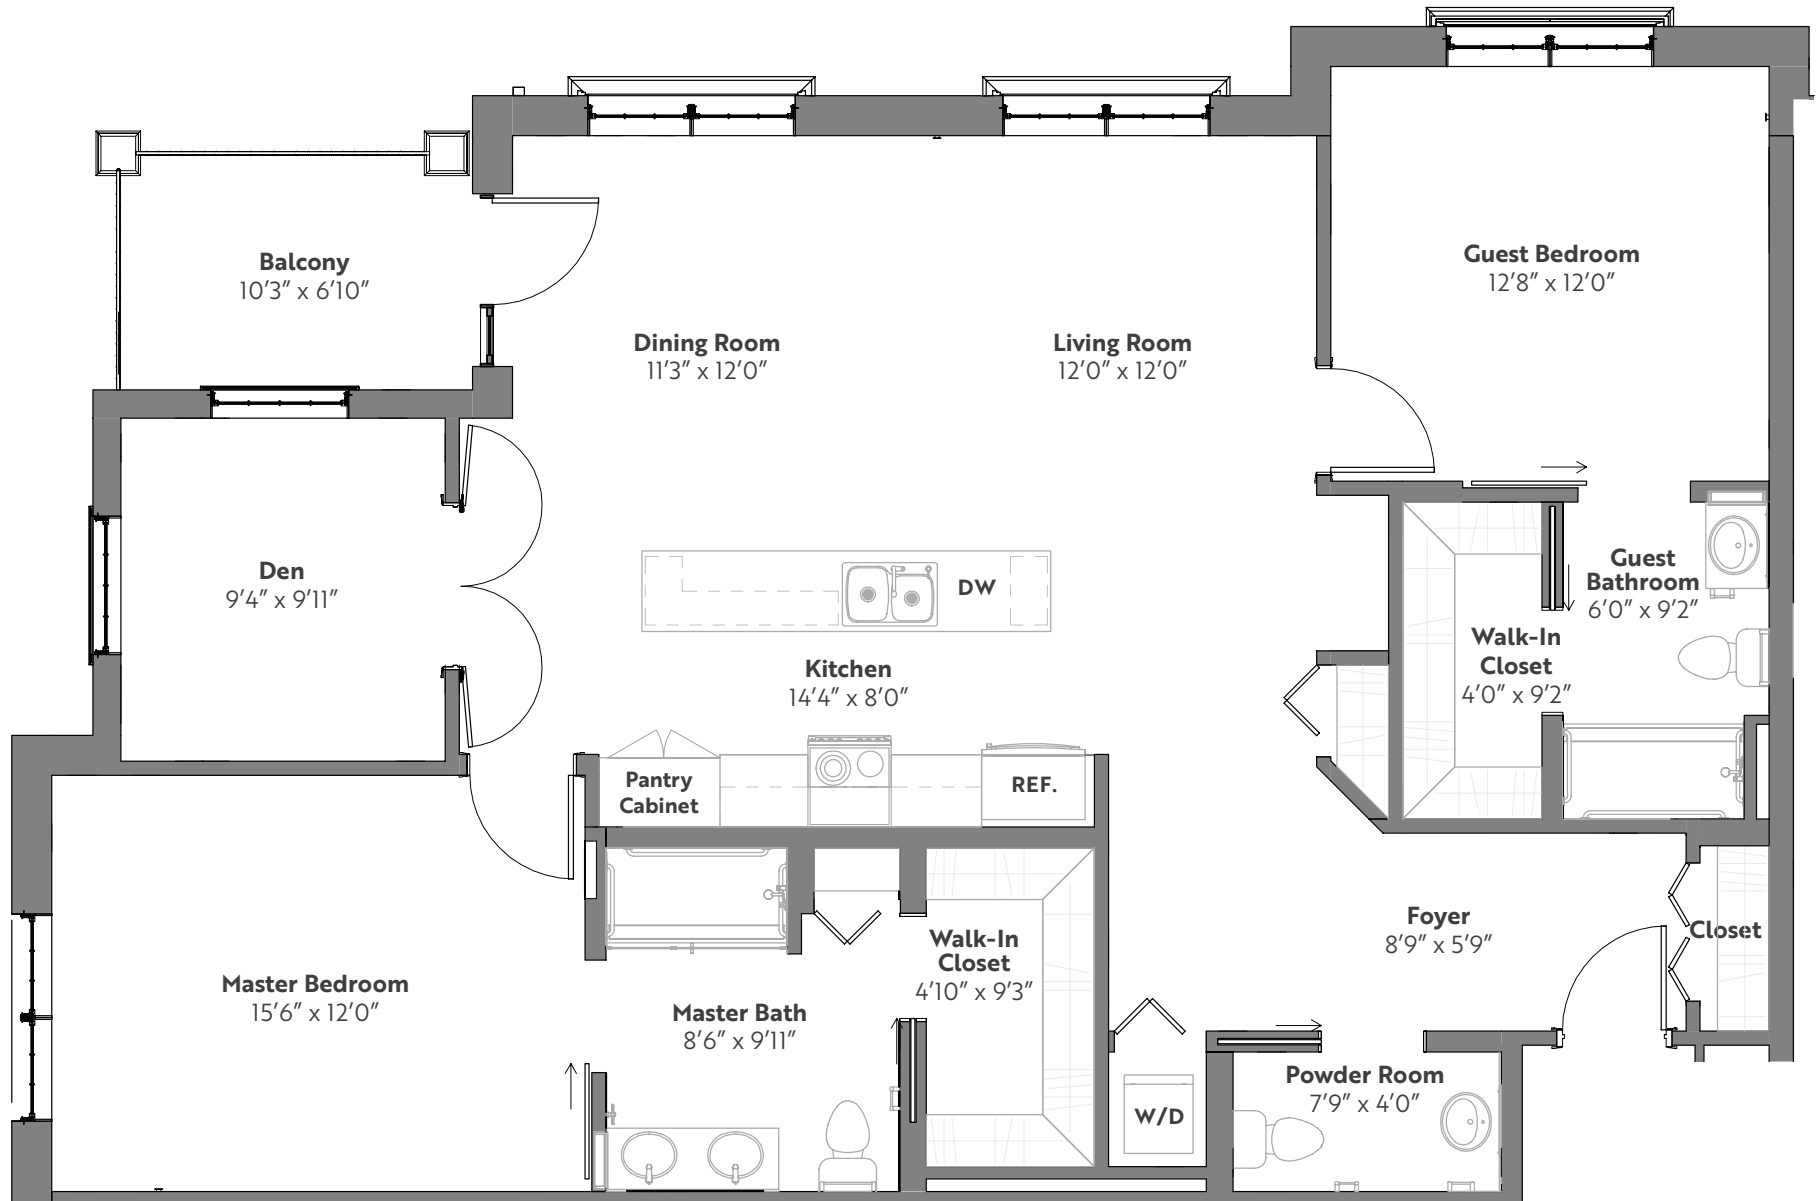 Balcony
10'3" x 6'10"
Guest Bedroom
12'8" x 12'0"
Dining Room
11'3" x 12'0"
Living Room
12'0" x 12'0"
Den
9'4" x 9'11"
DW
Guest
Bathroom
6'0" x 9'2"
Walk-In
Closet
4'0" x 9'2"
Kitchen
14'4" x 8'0"
Pantry
Cabinet
REF.
Foyer
8'9" x 5'9"
Closet
Walk-In
Closet
4'10" x 9'3"
Master Bedroom
15'6" x 12'0"
Master Bath
8'6" x 9'11"
W/D
Powder Room
7'9" x 4'0"